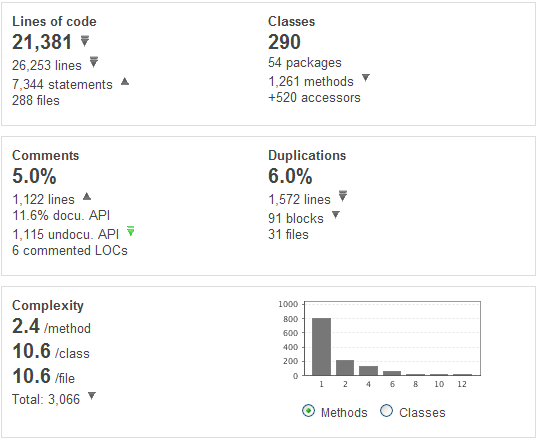 Lines of code
21,381
26,253 lines
7,344 statements
288 files
Classes
290
54 packages
1,261 methods
+520 accessors
Comments
5.0%
1,122 lines
11.6% docu. API
1,115 undocu. API
6 commented LOCs
Duplications
6.0%
1,572 lines
91 blocks
31 files
Complexity
2.4 /method
10.6 /class
10.6 /file
Total: 3,066
1000
800
600
400
200
0
1 2 4 6 8 10 12
Methods Classes